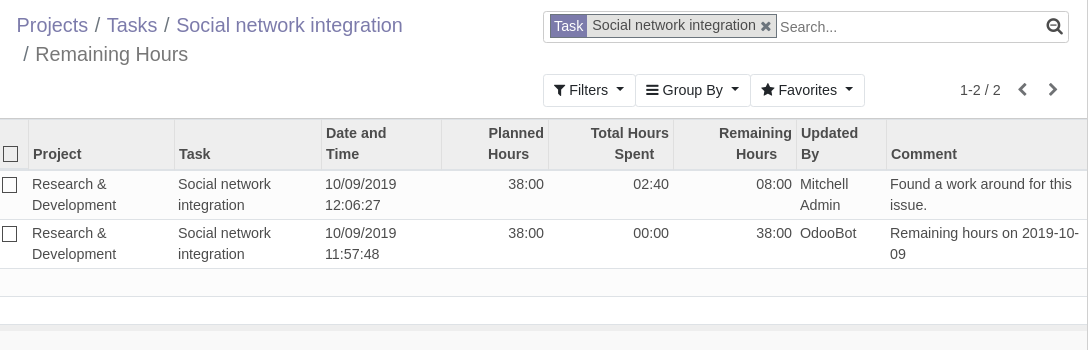 Projects / Tasks / Social network integration
/ Remaining Hours
Task Social network integration ✖ Search...
Filters Group By Favorites 1-2 / 2
Project Task Date and Time Planned Hours Total Hours Spent Remaining Hours Updated By Comment
Research & Social network 10/09/2019 38:00 02:40 08:00 Mitchell Found a work around for this
Development integration 12:06:27 Admin issue.
Research & Social network 10/09/2019 38:00 00:00 38:00 OdooBot Remaining hours on 2019-10-
Development integration 11:57:48 09